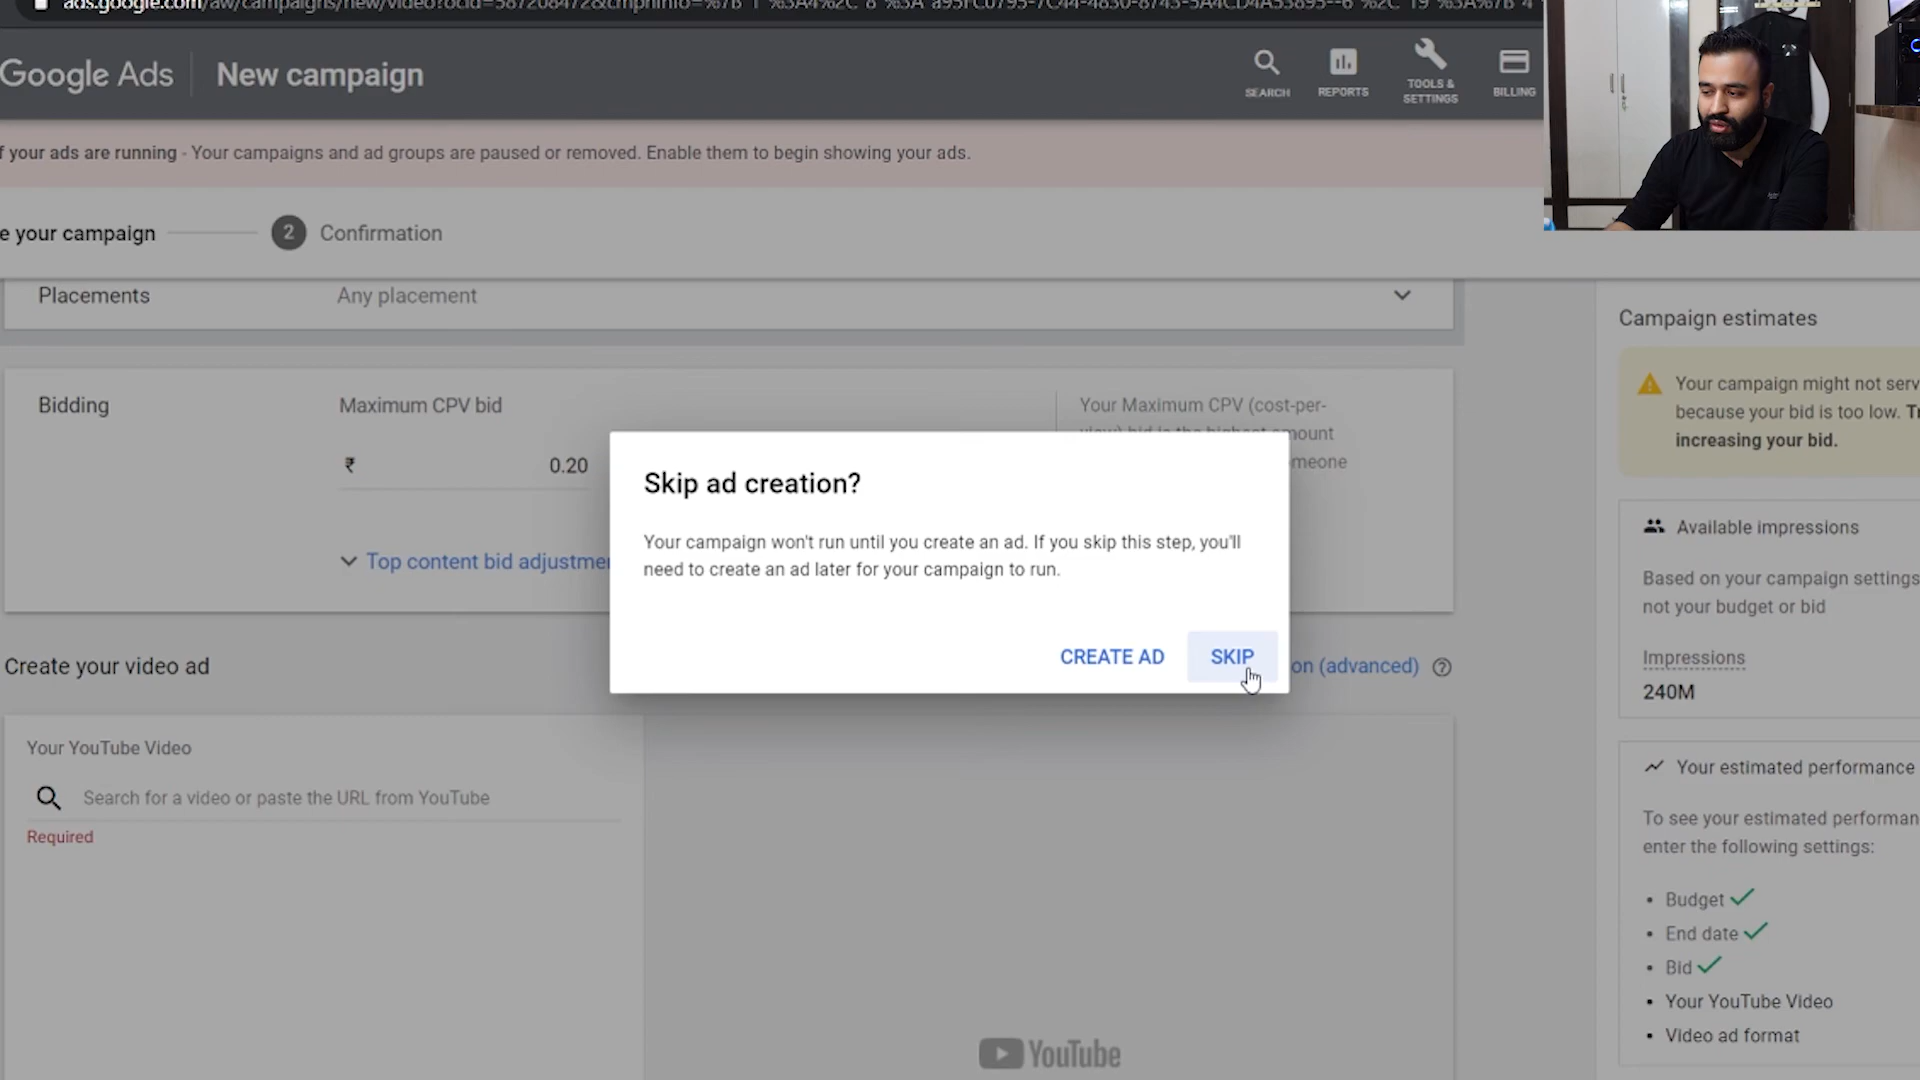 Google Ads New campaign
SEARCH
REPORTS
TOOLS &
SETTINGS
BILLING
f your ads are running - Your campaigns and ad groups are paused or removed. Enable them to begin showing your ads.
e your campaign
2 Confirmation
Placements
Any placement
Bidding
Maximum CPV bid
₹ 0.20
Your Maximum CPV (cost-per-
Top content bid adjustme
Skip ad creation?
Your campaign won't run until you create an ad. If you skip this step, you'll
need to create an ad later for your campaign to run.
CREATE AD
SKIP
Create your video ad
on (advanced)
Your YouTube Video
Search for a video or paste the URL from YouTube
Required
YouTube
Campaign estimates
Your campaign might not serv
because your bid is too low.
increasing your bid.
Available impressions
Based on your campaign settings
not your budget or bid
Impressions
240M
Your estimated performance
To see your estimated performan
enter the following settings:
• Budget
• End date
• Bid
• Your YouTube Video
• Video ad format